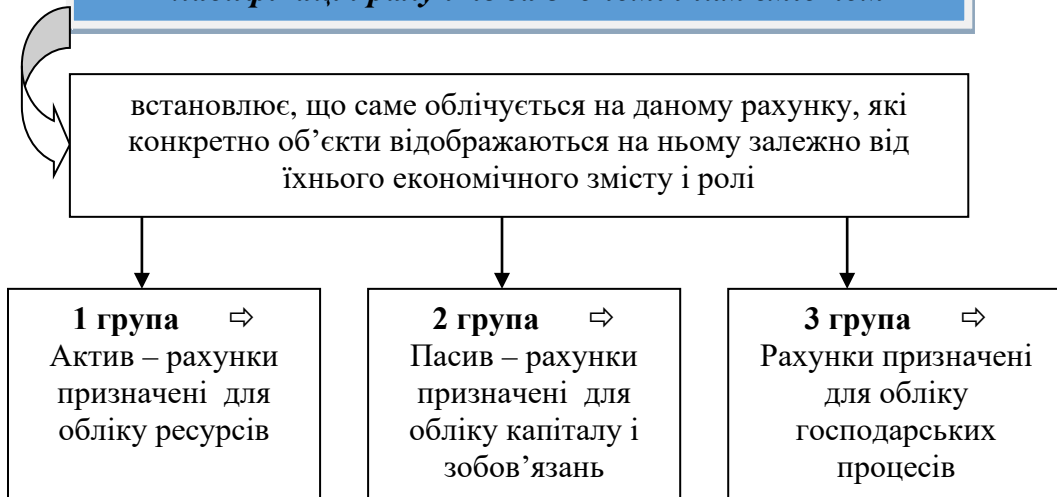 встановлює, що саме облічується на даному рахунку, які
конкретно об’єкти відображаються на ньому залежно від
їхнього економічного змісту і ролі
1 група ⇨
Актив – рахунки
призначені для
обліку ресурсів
2 група ⇨
Пасив – рахунки
призначені для
обліку капіталу і
зобов’язань
3 група ⇨
Рахунки призначені
для обліку
господарських
процесів